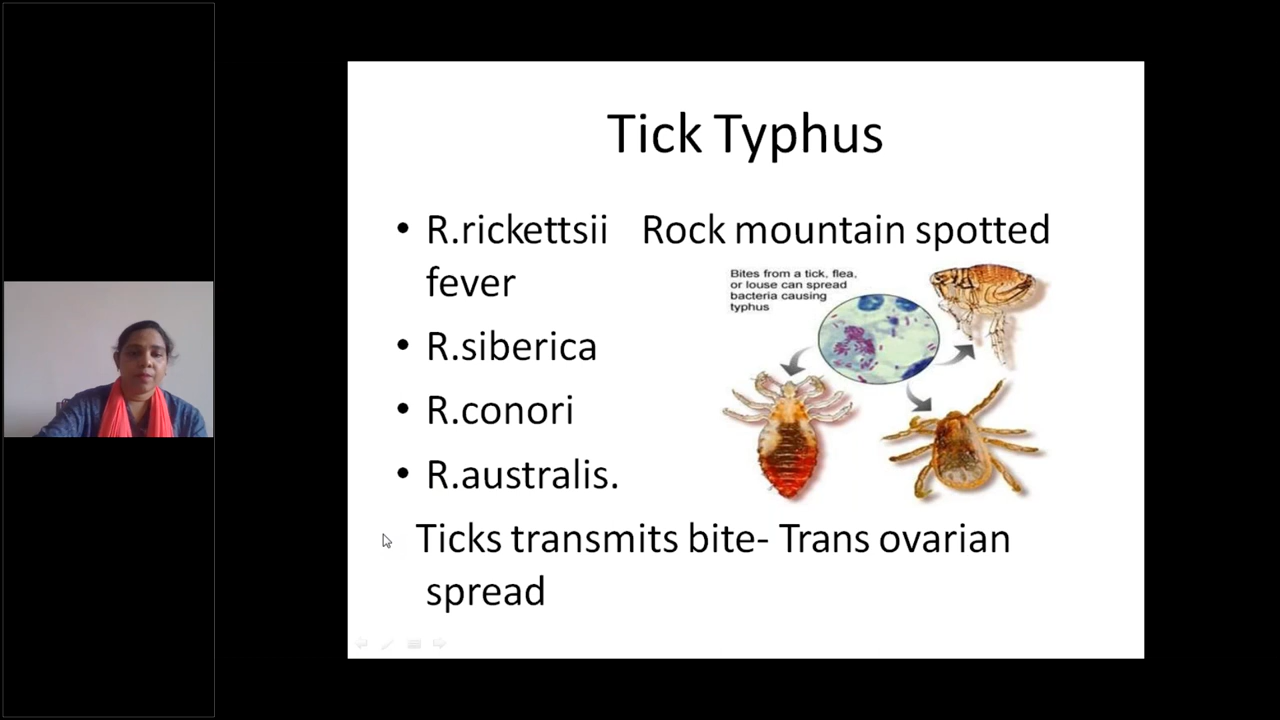 Tick Typhus
• R.rickettsii Rock mountain spotted
fever
Bites from a tick, flea,
or louse can spread
bacteria causing
typhus
• R.siberica
• R.conori
• R.australis.
Ticks transmits bite- Trans ovarian
spread